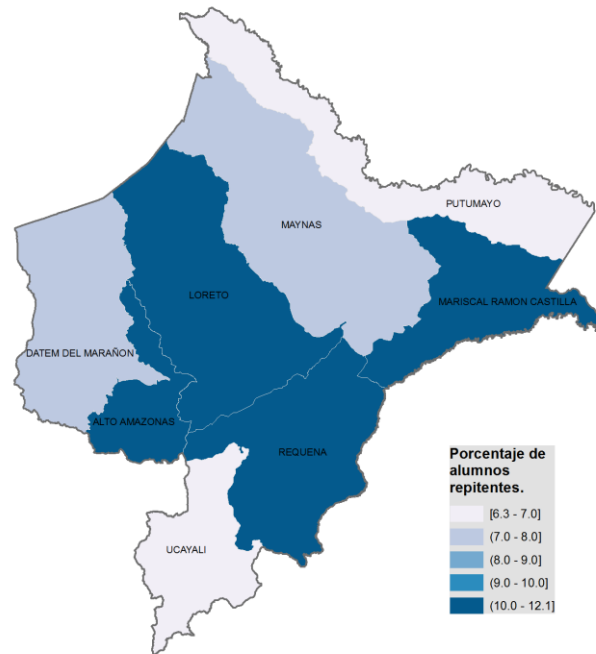 PUTUMAYO
MAYNAS
MARISCAL RAMON CASTILLA
LORETO
DATEM DEL MARAÑON
ALTO AMAZONAS
REQUENA
UCAYALI
Porcentaje de
alumnos
repitentes.
[6.3 - 7.0]
(7.0 - 8.0]
(8.0 - 9.0]
(9.0 - 10.0]
(10.0 - 12.1]